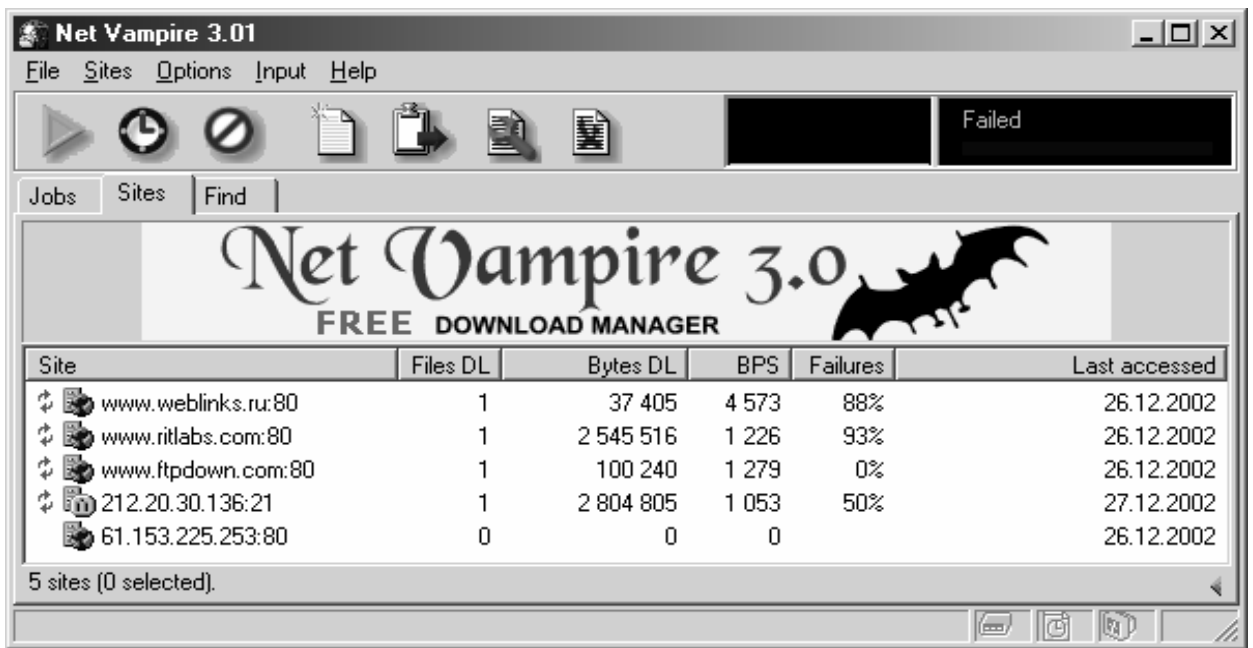 Net Vampire 3.01
File Sites Options Input Help
Failed
Jobs Sites Find
Net Vampire 3.0
FREE DOWNLOAD MANAGER
Site Files DL Bytes DL BPS Failures Last accessed
www.weblinks.ru:80 1 37 405 4 573 88% 26.12.2002
www.ritlabs.com:80 1 2 545 516 1 226 93% 26.12.2002
www.ftpdown.com:80 1 100 240 1 279 0% 26.12.2002
212.20.30.136:21 1 2 804 805 1 053 50% 27.12.2002
61.153.225.253:80 0 0 0 26.12.2002
5 sites (0 selected).